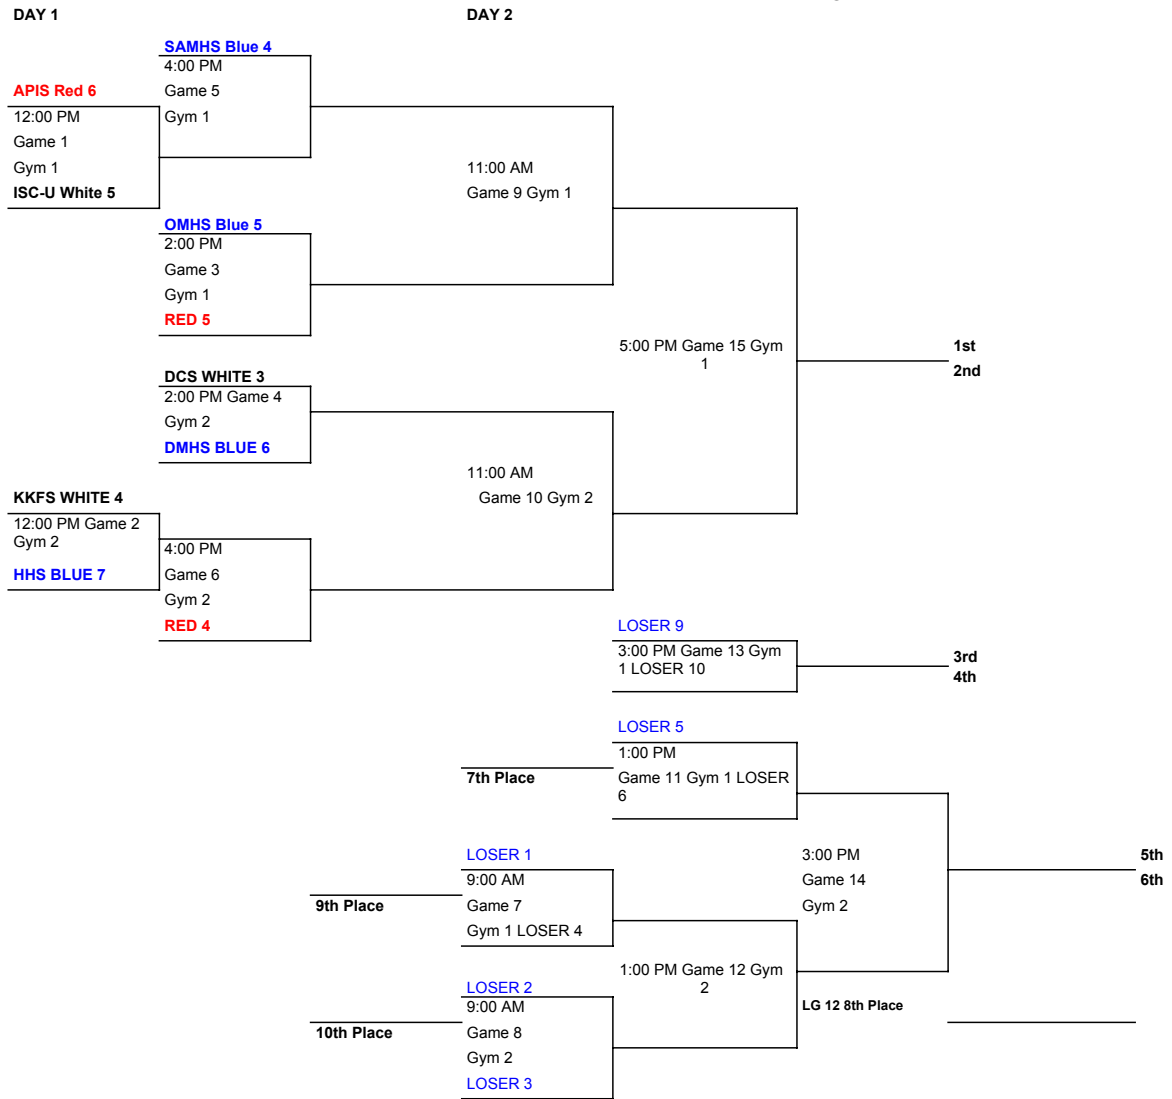 DAY 1
DAY 2
SAMHS Blue 4
4:00 PM
APIS Red 6
Game 5
12:00 PM
Gym 1
Game 1
Gym 1
11:00 AM
ISC-U White 5
Game 9 Gym 1
OMHS Blue 5
2:00 PM
Game 3
Gym 1
RED 5
5:00 PM Game 15 Gym
1
1st
2nd
DCS WHITE 3
2:00 PM Game 4
Gym 2
DMHS BLUE 6
11:00 AM
Game 10 Gym 2
KKFS WHITE 4
12:00 PM Game 2
Gym 2
4:00 PM
HHS BLUE 7
Game 6
Gym 2
RED 4
LOSER 9
3:00 PM Game 13 Gym
1 LOSER 10
3rd
4th
LOSER 5
1:00 PM
7th Place
Game 11 Gym 1 LOSER
6
LOSER 1
3:00 PM
5th
9:00 AM
Game 14
6th
9th Place
Game 7
Gym 2
Gym 1 LOSER 4
1:00 PM Game 12 Gym
2
LOSER 2
9:00 AM
LG 12 8th Place
10th Place
Game 8
Gym 2
LOSER 3